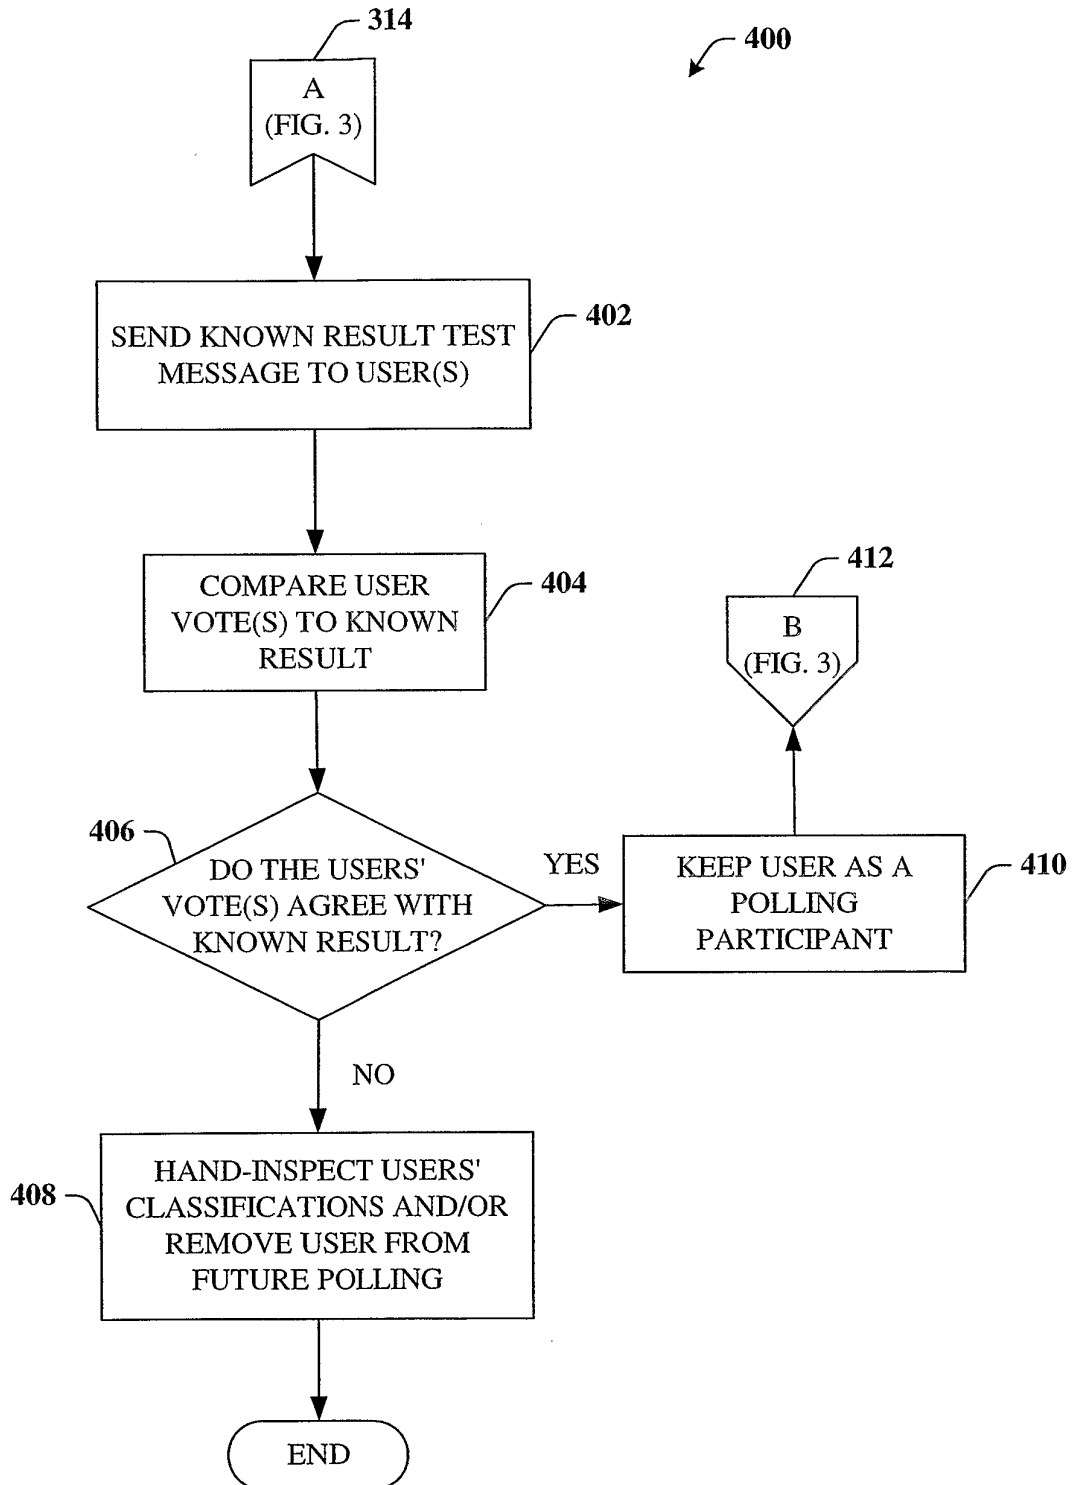 314
400
A
(FIG. 3)
SEND KNOWN RESULT TEST
MESSAGE TO USER(S)
402
COMPARE USER
VOTE(S) TO KNOWN
RESULT
404
412
B
(FIG. 3)
406
DO THE USERS'
VOTE(S) AGREE WITH
KNOWN RESULT?
YES
KEEP USER AS A
POLLING
PARTICIPANT
410
NO
408
HAND-INSPECT USERS'
CLASSIFICATIONS AND/OR
REMOVE USER FROM
FUTURE POLLING
END